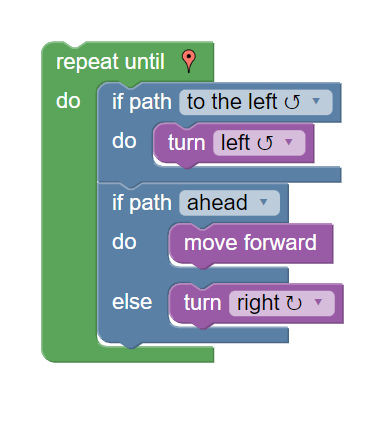 repeat until
do if path to the left ↺ ▼
do turn left ↺ ▼
if path ahead ▼
do move forward
else turn right ↻ ▼